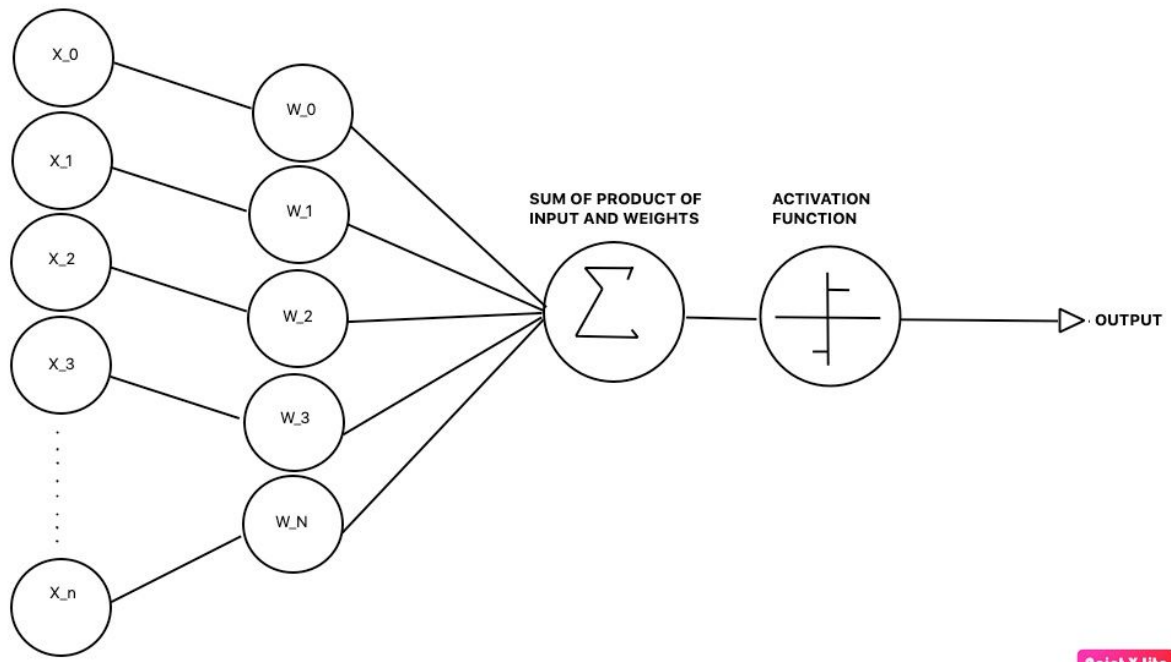 X_0
X_1
X_2
X_3
X_n
W_0
W_1
W_2
W_3
W_N
SUM OF PRODUCT OF
INPUT AND WEIGHTS
Σ
ACTIVATION
FUNCTION
OUTPUT